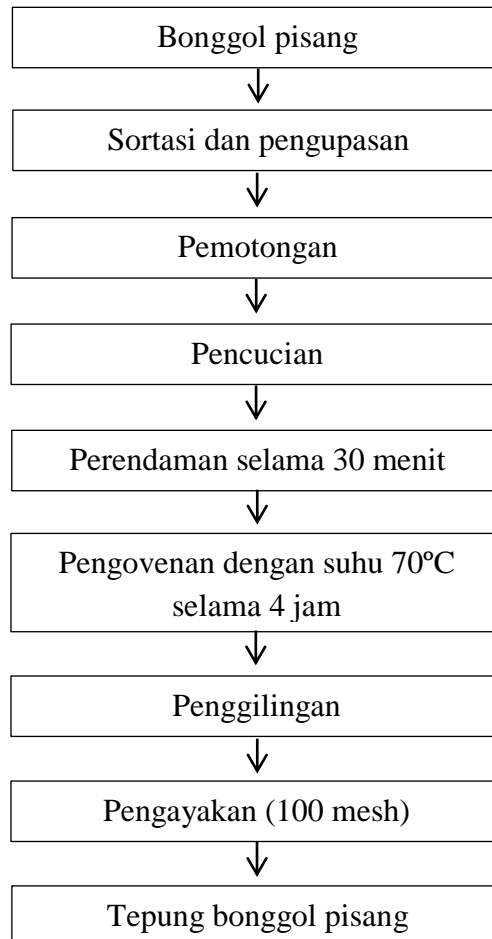 Bonggol pisang
Sortasi dan pengupasan
Pemotongan
Pencucian
Perendaman selama 30 menit
Pengovenan dengan suhu 70ºC
selama 4 jam
Penggilingan
Pengayakan (100 mesh)
Tepung bonggol pisang